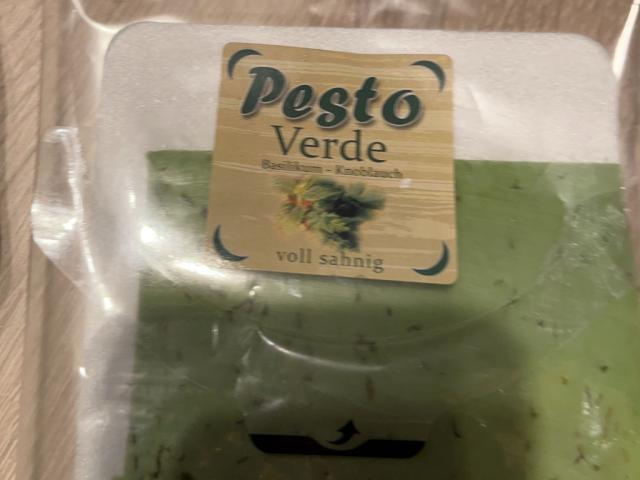 Pesto
Verde
Basilikum - Knoblauch
voll sahnig